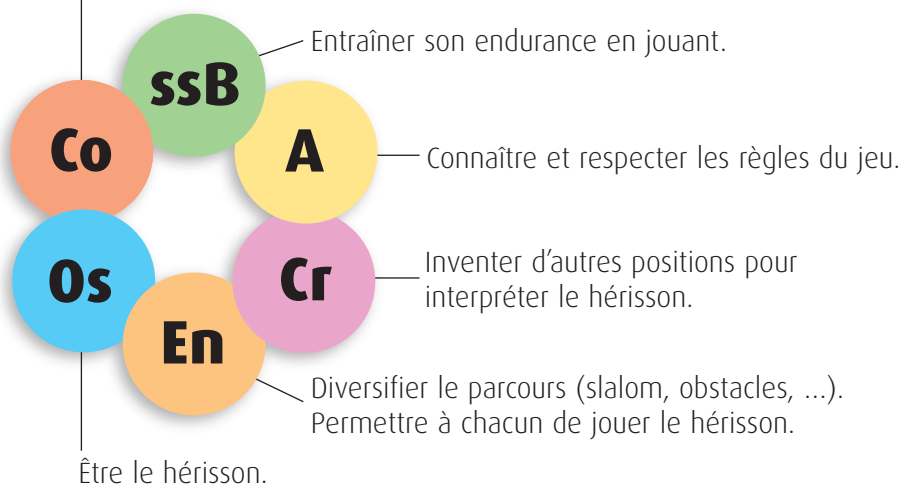 ssB
Entraîner son endurance en jouant.
Co
A
Connaître et respecter les règles du jeu.
Os
Cr
Inventer d’autres positions pour
interpréter le hérisson.
En
Diversifier le parcours (slalom, obstacles, ...).
Permettre à chacun de jouer le hérisson.
Être le hérisson.